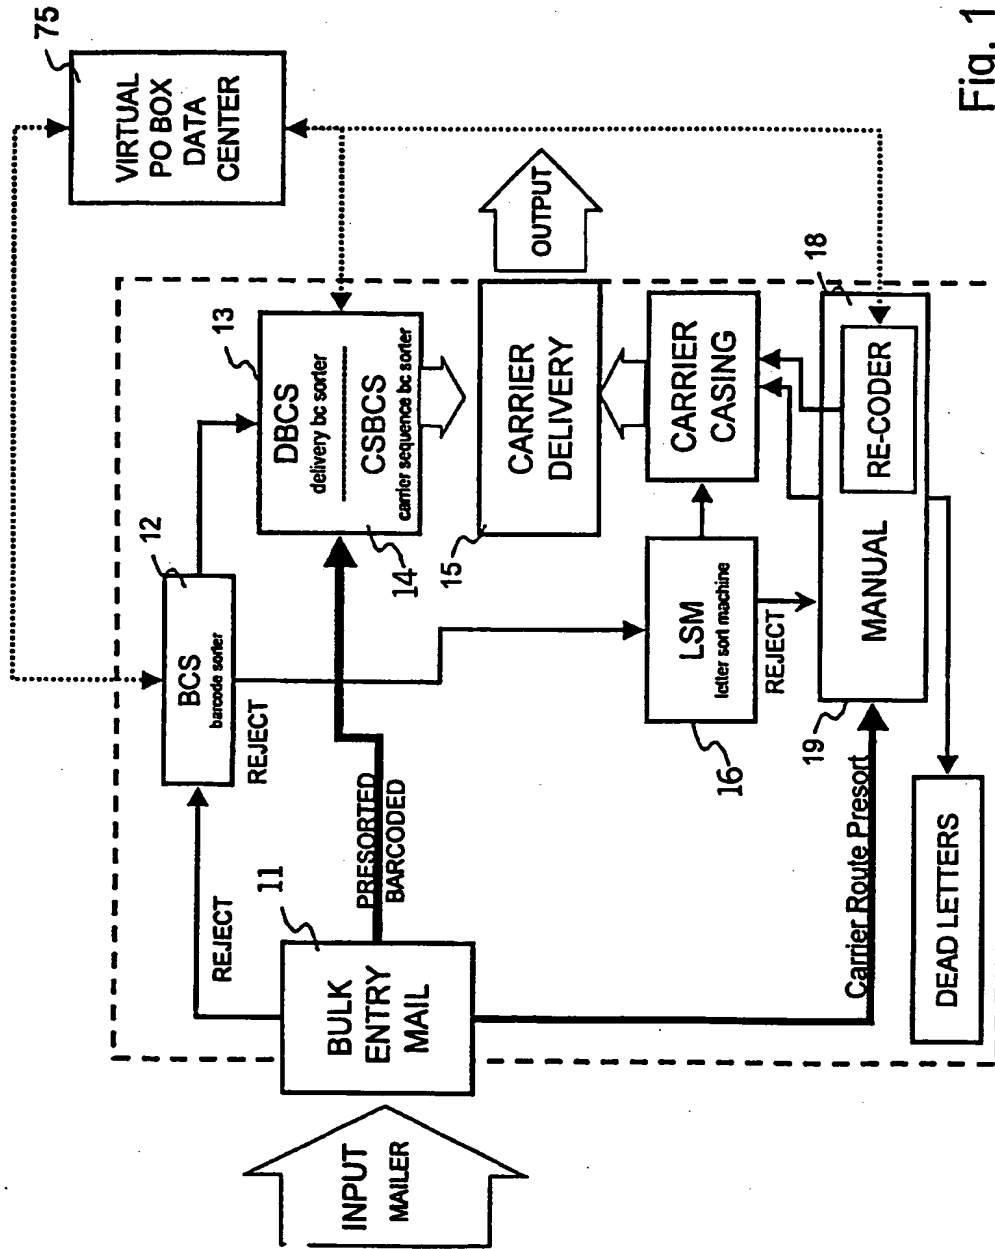 INPUT
MAILER
BULK
ENTRY
MAIL
11
REJECT
PRESORTED
BARCODED
Carrier Route Presort
BCS
barcode sorter
12
REJECT
DBCS
delivery bc sorter
CSBCS
carrier sequence bc sorter
13
14
VIRTUAL
PO BOX
DATA
CENTER
75
CARRIER
DELIVERY
15
OUTPUT
LSM
letter sort machine
16
REJECT
CARRIER
CASING
MANUAL
19
RE-CODER
18
DEAD LETTERS
Fig. 1